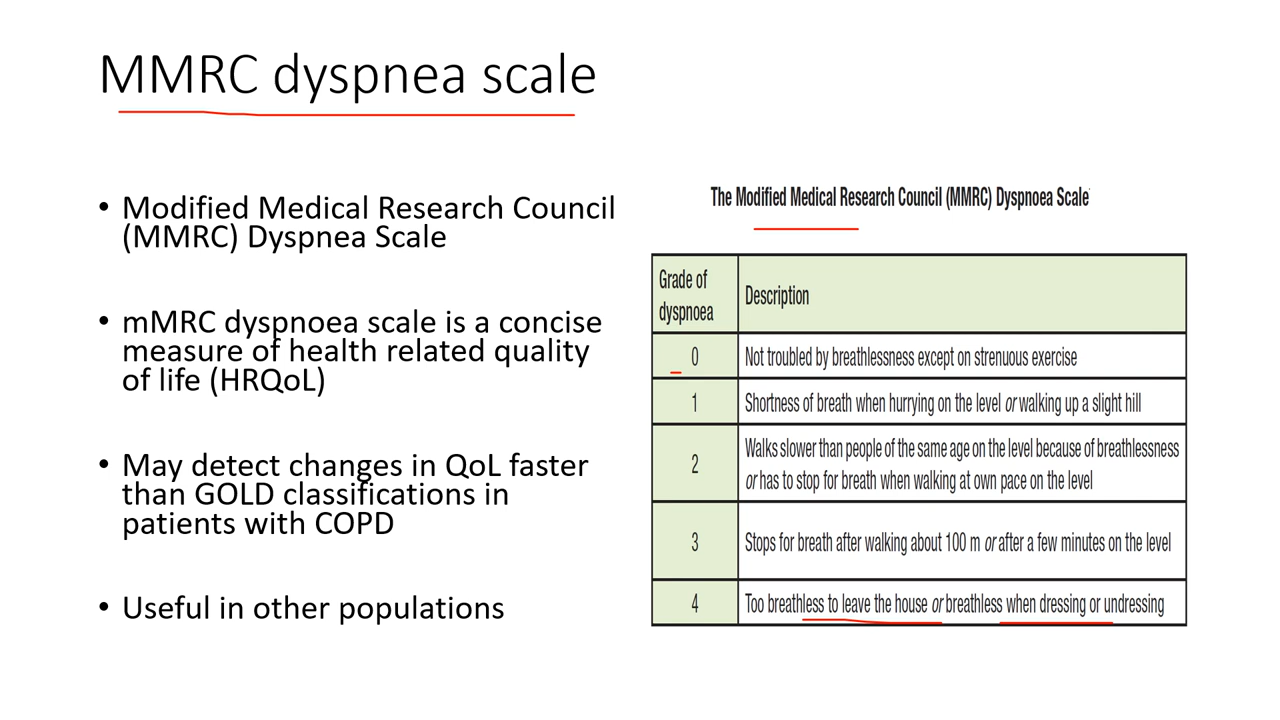 MMRC dyspnea scale
• Modified Medical Research Council
(MMRC) Dyspnea Scale
• mMRC dyspnoea scale is a concise
measure of health related quality
of life (HRQoL)
• May detect changes in QoL faster
than GOLD classifications in
patients with COPD
• Useful in other populations
The Modified Medical Research Council (MMRC) Dyspnoea Scale
Grade of
dyspnoea
Description
0
Not troubled by breathlessness except on strenuous exercise
1
Shortness of breath when hurrying on the level or walking up a slight hill
2
Walks slower than people of the same age on the level because of breathlessness
or has to stop for breath when walking at own pace on the level
3
Stops for breath after walking about 100 m or after a few minutes on the level
4
Too breathless to leave the house or breathless when dressing or undressing